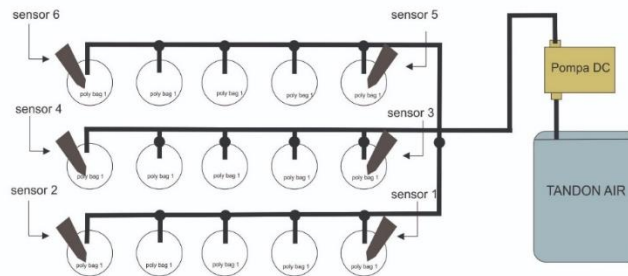 sensor 6
sensor 5
poly bag 1 poly bag 1 poly bag 1 poly bag 1 poly bag 1
Pompa DC
sensor 4
sensor 3
poly bag 1 poly bag 1 poly bag 1 poly bag 1 poly bag 1
sensor 2
sensor 1
TANDON AIR
poly bag 1 poly bag 1 poly bag 1 poly bag 1 poly bag 1